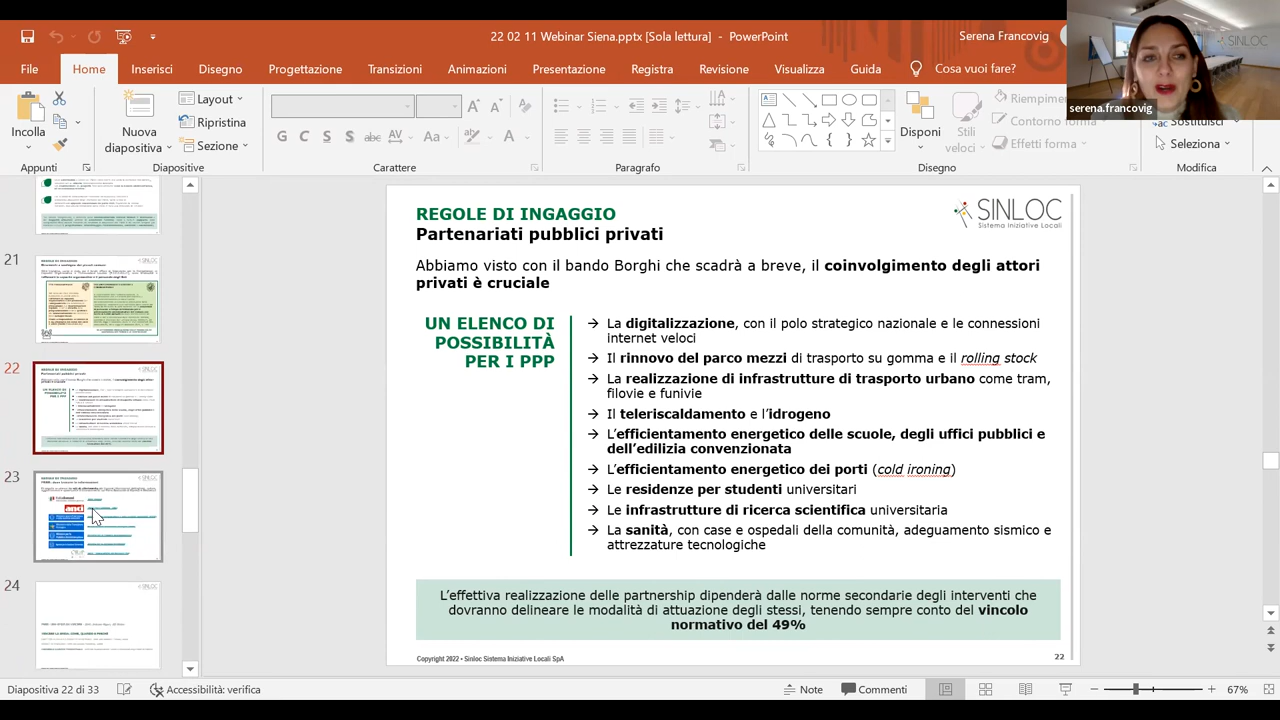 22 02 11 Webinar Siena.pptx [Sola lettura] - PowerPoint
Serena Francovig
SINLOC
serena.francovig
File
Home
Inserisci
Disegno
Progettazione
Transizioni
Animazioni
Presentazione
Registra
Revisione
Visualizza
Guida
Cosa vuoi fare?
Incolla
Appunti
Nuova
diapositiva
Layout
Ripristina
Sezione
Diapositive
G C S S
Carattere
Paragrafo
Disponi
Stili
veloci
Contorno forma
Effetti forma
Disegno
Sostituisci
Seleziona
Modifica
21
22
23
24
REGOLE DI INGAGGIO
Partenariati pubblici privati
SINLOC
Sistema Iniziative Locali
Abbiamo visto con il bando Borghi che scadrà a marzo il coinvolgimento degli attori
privati è cruciale
UN ELENCO DI
POSSIBILITÀ
PER I PPP
→ La digitalizzazione, con il polo strategico nazionale e le connessioni
internet veloci
→ Il rinnovo del parco mezzi di trasporto su gomma e il rolling stock
→ La realizzazione di infrastrutture di trasporto urbano come tram,
filovie e funivie
→ Il teleriscaldamento e l'idrogeno
→ L'efficientamento energetico delle scuole, degli uffici pubblici e
dell'edilizia convenzionata
→ L'efficientamento energetico dei porti (cold ironing)
→ Le residenze per studenti universitari
→ Le infrastrutture di ricerca pubblica universitaria
→ La sanità, con case e ospedali della comunità, adeguamento sismico e
attrezzature tecnologiche
L'effettiva realizzazione delle partnership dipenderà dalle norme secondarie degli interventi che
dovranno delineare le modalità di attuazione degli stessi, tenendo sempre conto del vincolo
normativo del 49%
Copyright 2022 • Sinloc Sistema Iniziative Locali SpA
22
Diapositiva 22 di 33
Accessibilità: verifica
Note
Commenti
67%